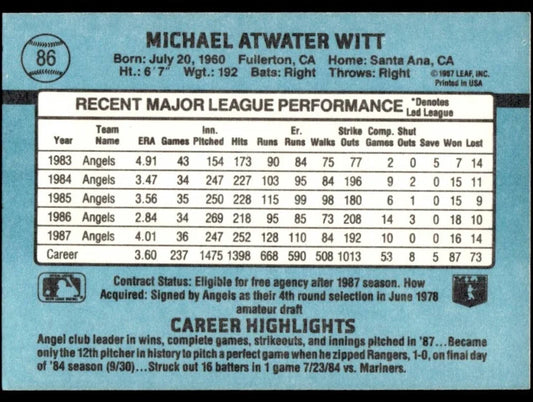 86
MICHAEL ATWATER WITT
Born: July 20, 1960 Fullerton, CA Home: Santa Ana, CA
Ht.: 6'7" Wgt.: 192 Bats: Right Throws: Right
©1987 LEAF, INC.
Printed in USA
RECENT MAJOR LEAGUE PERFORMANCE *Denotes Led League
Year Team Name ERA Games Inn. Pitched Hits Runs Er. Runs Walks Strike Outs Comp. Games Shut Outs Save Won Lost
1983 Angels 4.91 43 154 173 90 84 75 77 2 0 5 7 14
1984 Angels 3.47 34 247 227 103 95 84 196 9 2 0 15 11
1985 Angels 3.56 35 250 228 115 99 98 180 6 1 0 15 9
1986 Angels 2.84 34 269 218 95 85 73 208 14 3 0 18 10
1987 Angels 4.01 36 247 252 128 110 84 192 10 0 0 16 14
Career 3.60 237 1475 1398 668 590 508 1013 53 8 5 87 73
Contract Status: Eligible for free agency after 1987 season. How
Acquired: Signed by Angels as their 4th round selection in June 1978
amateur draft
CAREER HIGHLIGHTS
Angel club leader in wins, complete games, strikeouts, and innings pitched in '87...Became
only the 12th pitcher in history to pitch a perfect game when he zipped Rangers, 1-0, on final day
of '84 season (9/30)...Struck out 16 batters in 1 game 7/23/84 vs. Mariners.